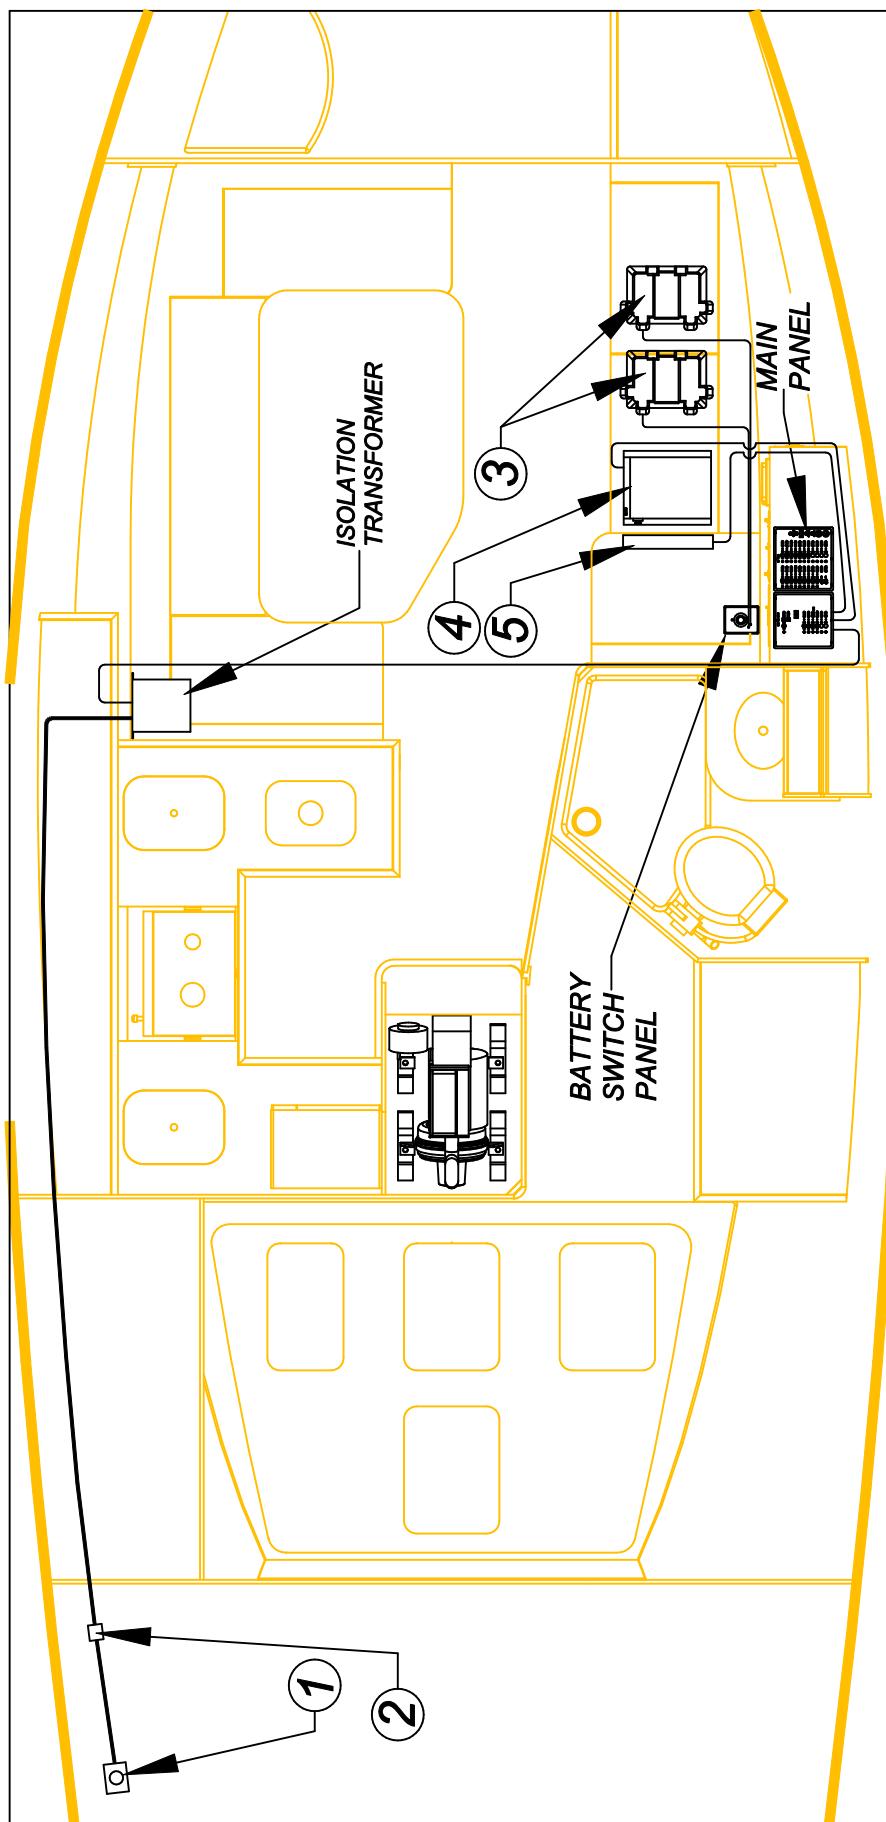 ISOLATION
TRANSFORMER
MAIN
PANEL
3
4
5
BATTERY
SWITCH
PANEL
1
2